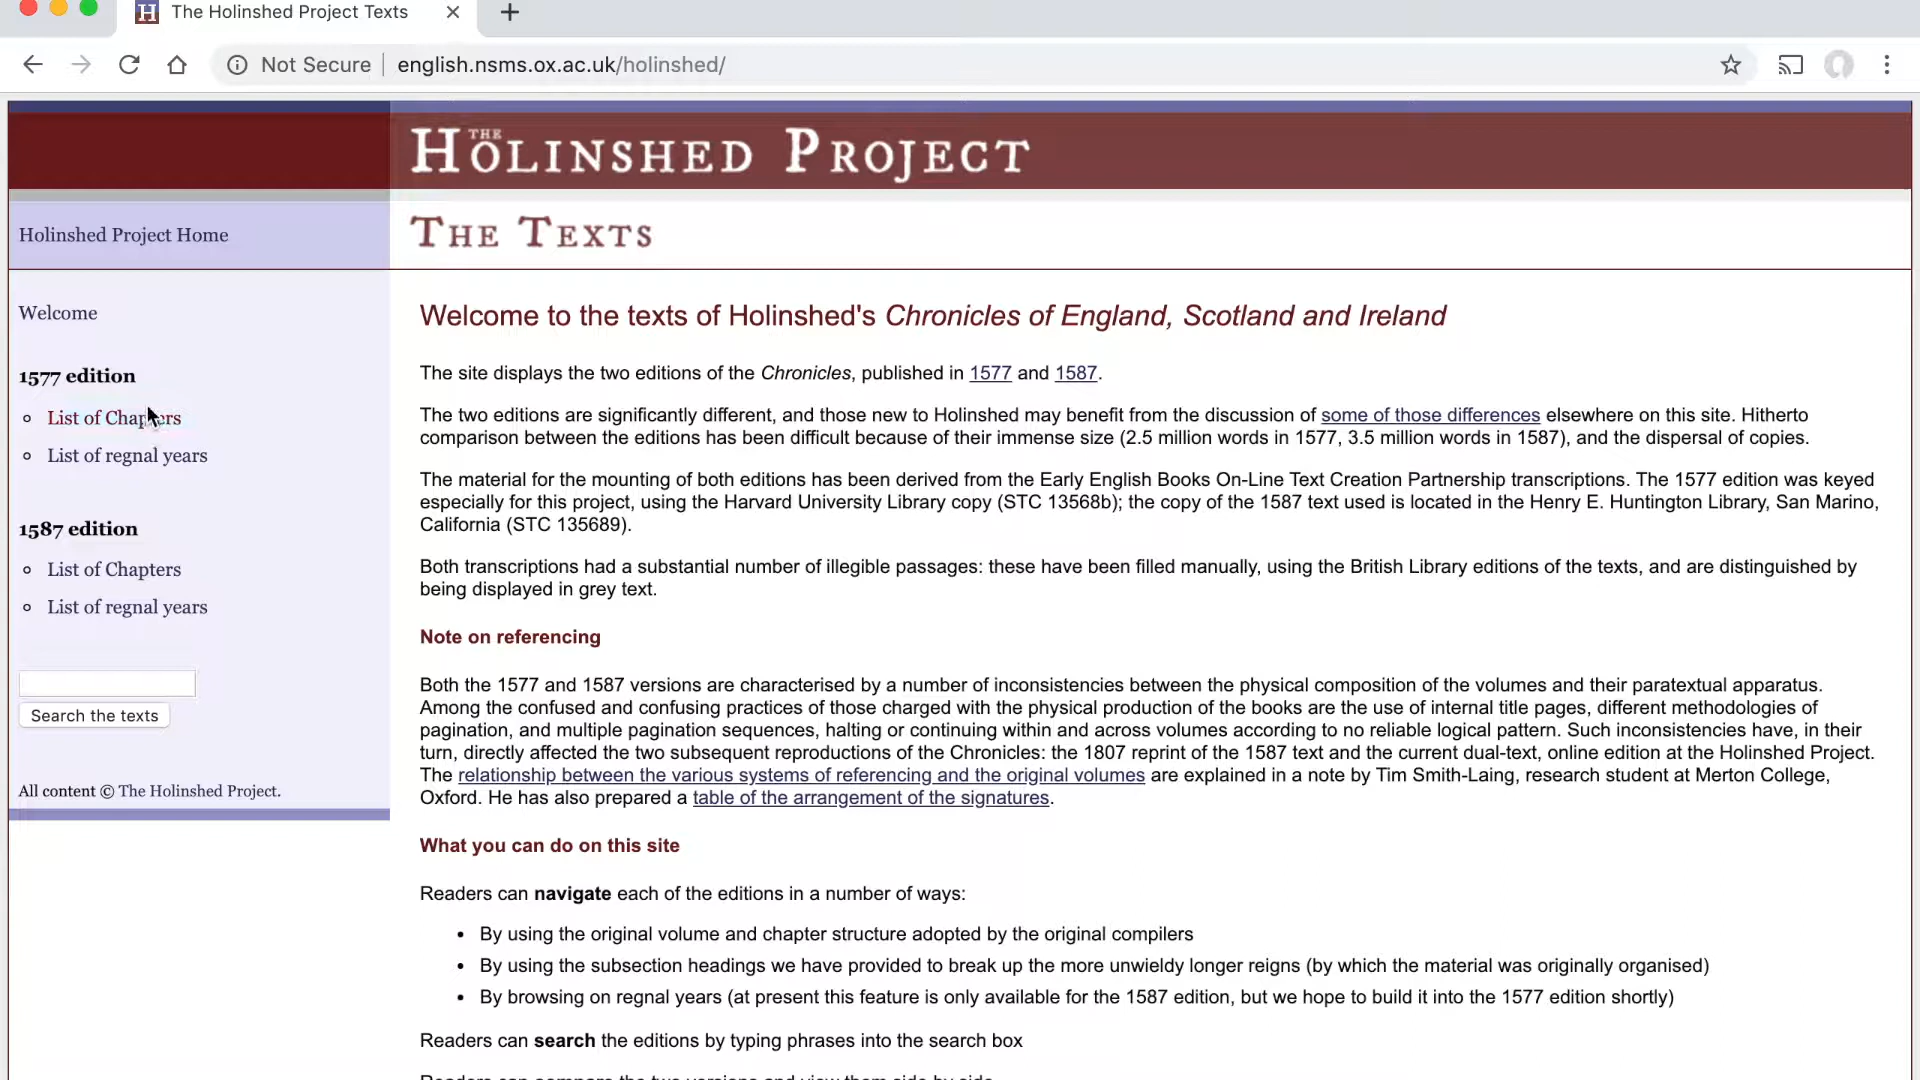 The Holinshed Project Texts
Not Secure english.nsms.ox.ac.uk/holinshed/
THE HOLINSHED PROJECT
Holinshed Project Home
THE TEXTS
Welcome
1577 edition
List of Chapters
List of regnal years
1587 edition
List of Chapters
List of regnal years
Search the texts
All content © The Holinshed Project.
Welcome to the texts of Holinshed's Chronicles of England, Scotland and Ireland
The site displays the two editions of the Chronicles, published in 1577 and 1587.
The two editions are significantly different, and those new to Holinshed may benefit from the discussion of some of those differences elsewhere on this site. Hitherto
comparison between the editions has been difficult because of their immense size (2.5 million words in 1577, 3.5 million words in 1587), and the dispersal of copies.
The material for the mounting of both editions has been derived from the Early English Books On-Line Text Creation Partnership transcriptions. The 1577 edition was keyed
especially for this project, using the Harvard University Library copy (STC 13568b); the copy of the 1587 text used is located in the Henry E. Huntington Library, San Marino,
California (STC 135689).
Both transcriptions had a substantial number of illegible passages: these have been filled manually, using the British Library editions of the texts, and are distinguished by
being displayed in grey text.
Note on referencing
Both the 1577 and 1587 versions are characterised by a number of inconsistencies between the physical composition of the volumes and their paratextual apparatus.
Among the confused and confusing practices of those charged with the physical production of the books are the use of internal title pages, different methodologies of
pagination, and multiple pagination sequences, halting or continuing within and across volumes according to no reliable logical pattern. Such inconsistencies have, in their
turn, directly affected the two subsequent reproductions of the Chronicles: the 1807 reprint of the 1587 text and the current dual-text, online edition at the Holinshed Project.
The relationship between the various systems of referencing and the original volumes are explained in a note by Tim Smith-Laing, research student at Merton College,
Oxford. He has also prepared a table of the arrangement of the signatures.
What you can do on this site
Readers can navigate each of the editions in a number of ways:
By using the original volume and chapter structure adopted by the original compilers
By using the subsection headings we have provided to break up the more unwieldy longer reigns (by which the material was originally organised)
By browsing on regnal years (at present this feature is only available for the 1587 edition, but we hope to build it into the 1577 edition shortly)
Readers can search the editions by typing phrases into the search box
Readers can compare the two versions and view them side by side